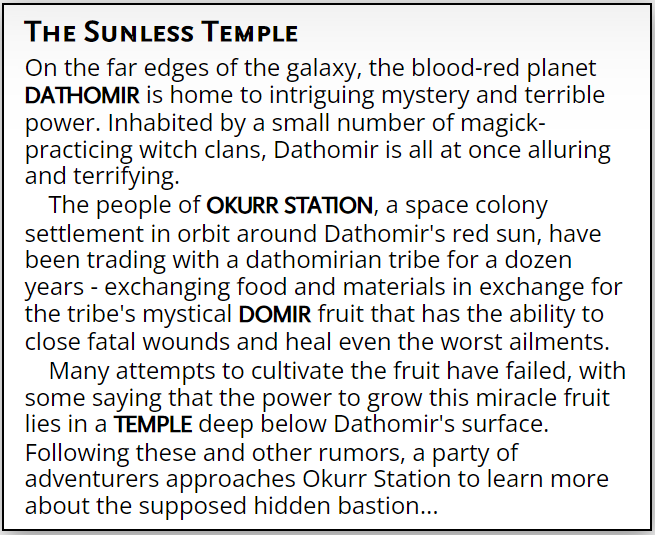 The Sunless Temple
On the far edges of the galaxy, the blood-red planet
DATHOMIR is home to intriguing mystery and terrible
power. Inhabited by a small number of magick-
practicing witch clans, Dathomir is all at once alluring
and terrifying.
The people of OKURR STATION, a space colony
settlement in orbit around Dathomir's red sun, have
been trading with a dathomirian tribe for a dozen
years - exchanging food and materials in exchange for
the tribe's mystical DOMIR fruit that has the ability to
close fatal wounds and heal even the worst ailments.
Many attempts to cultivate the fruit have failed, with
some saying that the power to grow this miracle fruit
lies in a TEMPLE deep below Dathomir's surface.
Following these and other rumors, a party of
adventurers approaches Okurr Station to learn more
about the supposed hidden bastion...